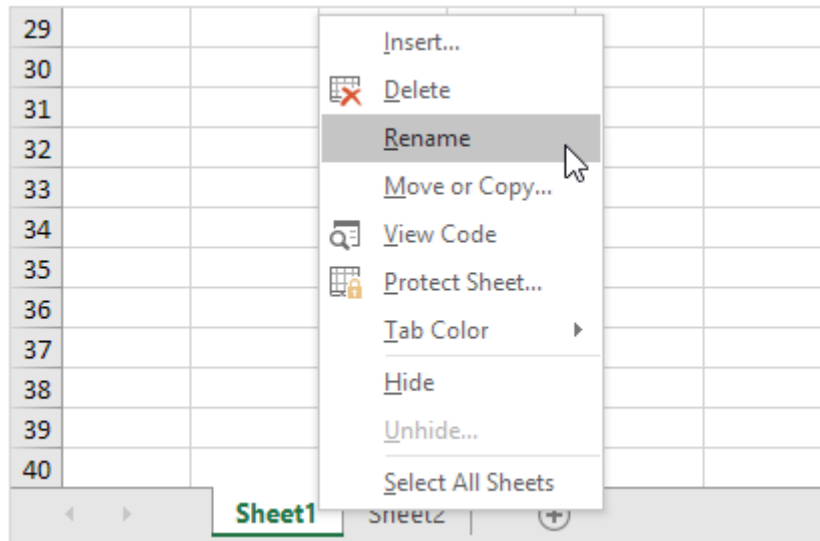 29
Insert...
30
Delete
31
Rename
32
33
Move or Copy...
34
View Code
35
Protect Sheet...
36
Tab Color
37
38
Hide
39
Unhide...
40
Select All Sheets
Sheet1 Sheet2